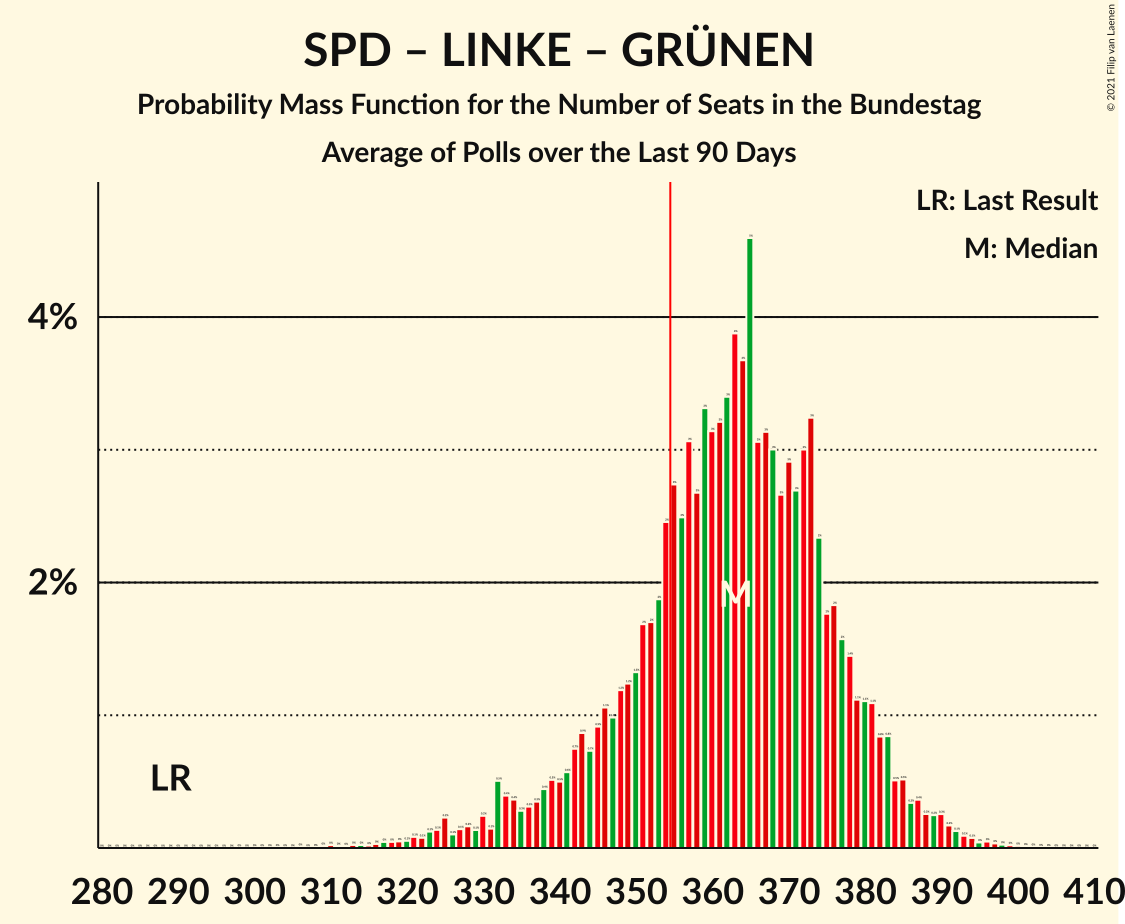 SPD – LINKE – GRÜNEN
Probability Mass Function for the Number of Seats in the Bundestag
Average of Polls over the Last 90 Days
© 2021 Filip van Laenen
LR: Last Result
M: Median
4%
2%
M
LR
280 290 300 310 320 330 340 350 360 370 380 390 400 410